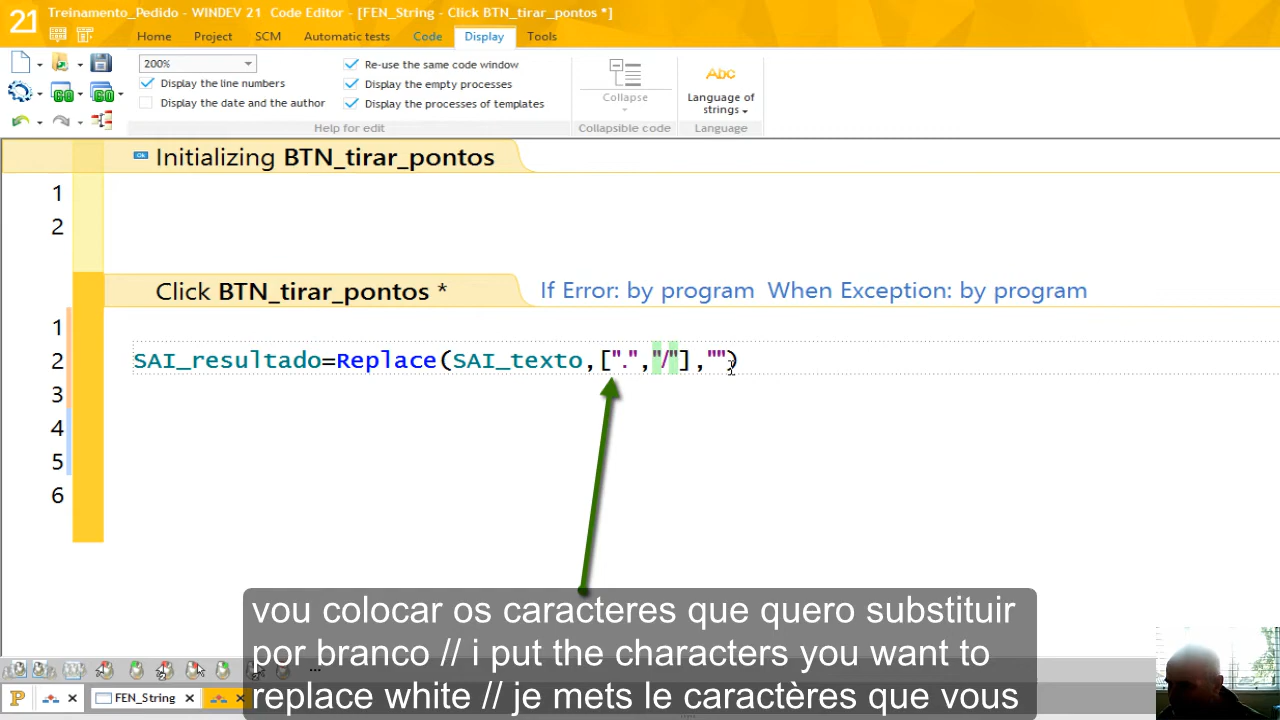 21 Treinamento_Pedido - WINDEV 21 Code Editor - [FEN_String - Click BTN_tirar_pontos *]
Home Project SCM Automatic tests Code Display Tools
200%
Display the line numbers
Display the date and the author
Re-use the same code window
Display the empty processes
Display the processes of templates
Help for edit
Collapse
Collapsible code
Abc
Language of
strings
Language
Ok Initializing BTN_tirar_pontos
1
2
Click BTN_tirar_pontos * If Error: by program When Exception: by program
1
2 SAI_resultado=Replace(SAI_texto,[".","/"],"")
3
4
5
6
vou colocar os caracteres que quero substituir
por branco // i put the characters you want to
replace white // je mets le caractères que vous
...
P FEN_String